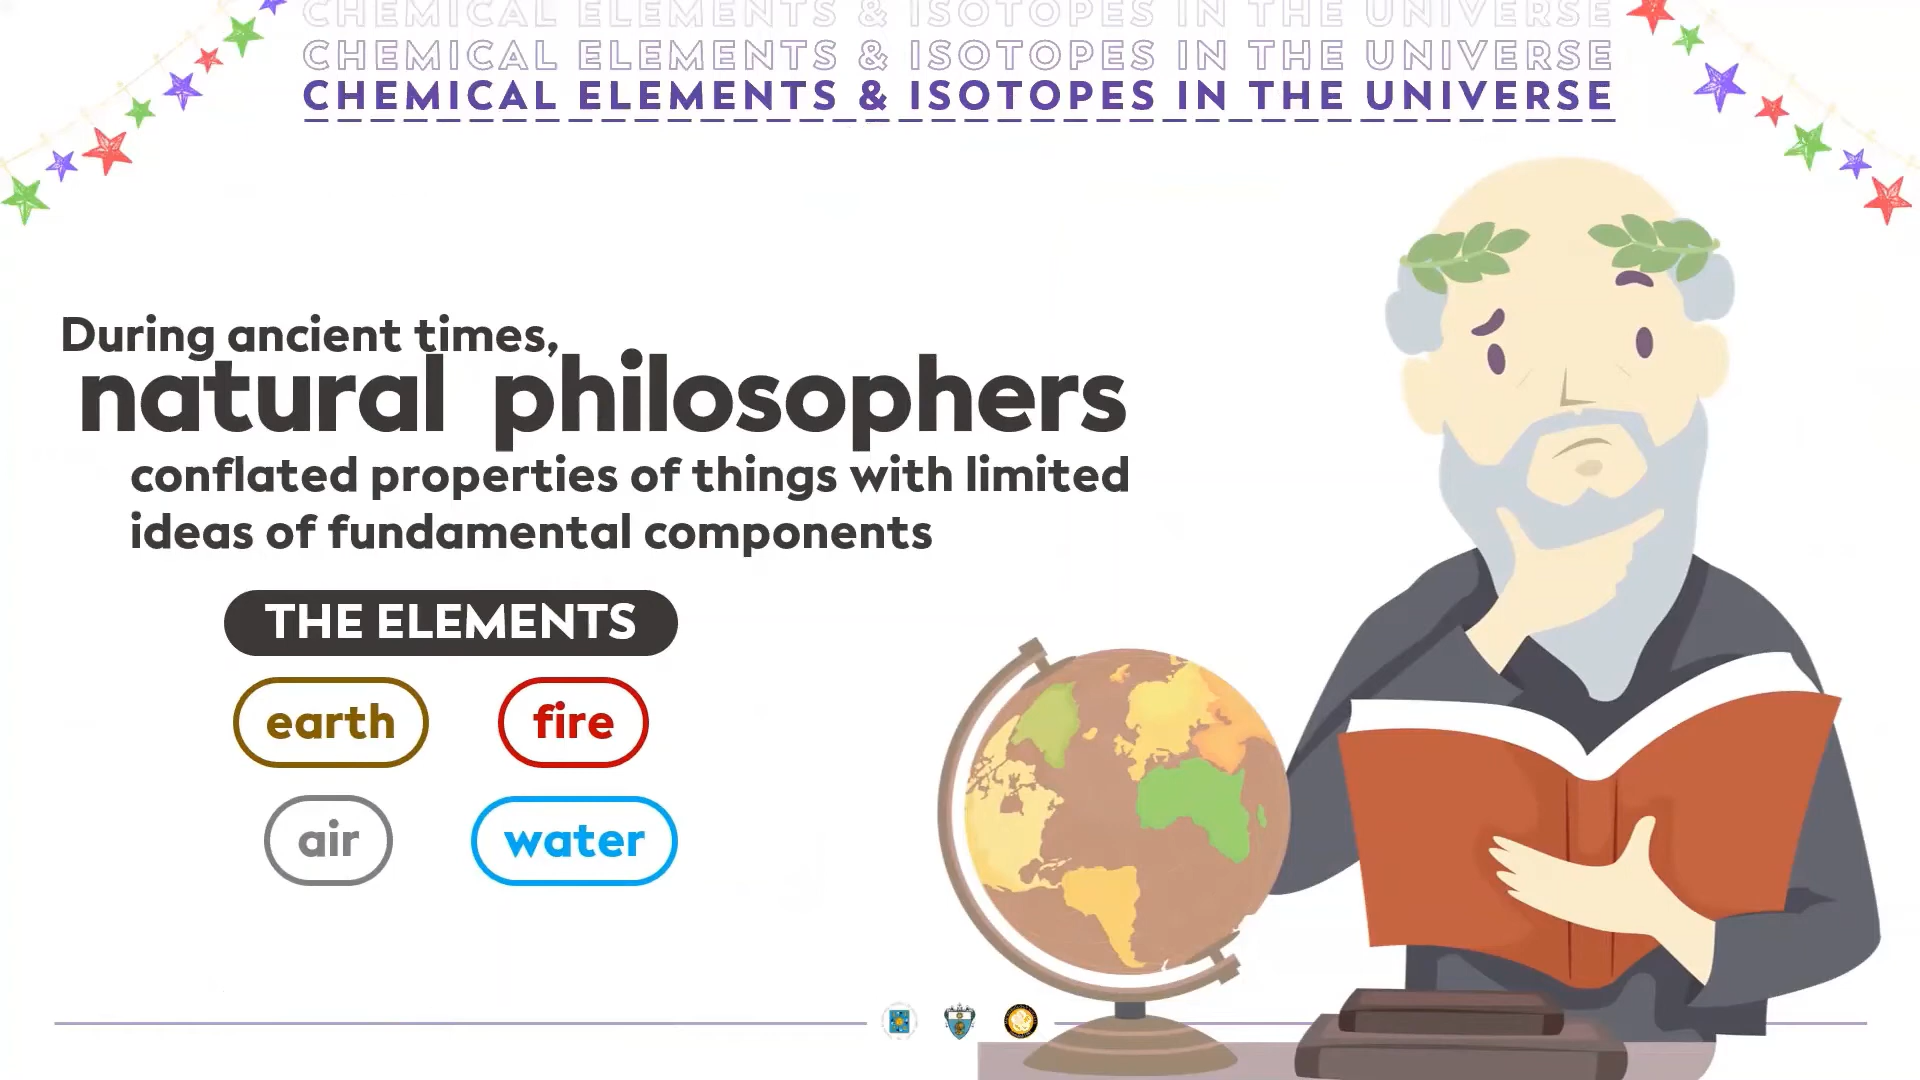 CHEMICAL ELEMENTS & ISOTOPES IN THE UNIVERSE
CHEMICAL ELEMENTS & ISOTOPES IN THE UNIVERSE
CHEMICAL ELEMENTS & ISOTOPES IN THE UNIVERSE
During ancient times,
natural philosophers
conflated properties of things with limited
ideas of fundamental components
THE ELEMENTS
earth fire
air water